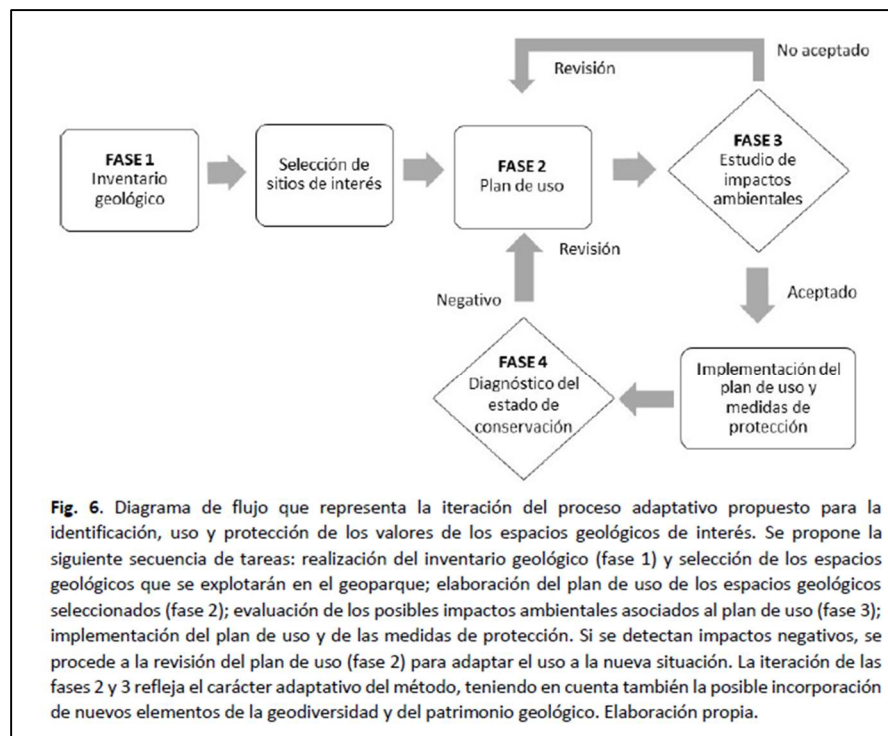 No aceptado
Revisión
FASE 1
Inventario
geológico
Selección de
sitios de interés
FASE 2
Plan de uso
FASE 3
Estudio de
impactos
ambientales
Revisión
Negativo
Aceptado
FASE 4
Diagnóstico del
estado de
conservación
Implementación del
plan de uso y
medidas de
protección
Fig. 6. Diagrama de flujo que representa la iteración del proceso adaptativo propuesto para la
identificación, uso y protección de los valores de los espacios geológicos de interés. Se propone la
siguiente secuencia de tareas: realización del inventario geológico (fase 1) y selección de los espacios
geológicos que se explotarán en el geoparque; elaboración del plan de uso de los espacios geológicos
seleccionados (fase 2); evaluación de los posibles impactos ambientales asociados al plan de uso (fase 3);
implementación del plan de uso y de las medidas de protección. Si se detectan impactos negativos, se
procede a la revisión del plan de uso (fase 2) para adaptar el uso a la nueva situación. La iteración de las
fases 2 y 3 refleja el carácter adaptativo del método, teniendo en cuenta también la posible incorporación
de nuevos elementos de la geodiversidad y del patrimonio geológico. Elaboración propia.